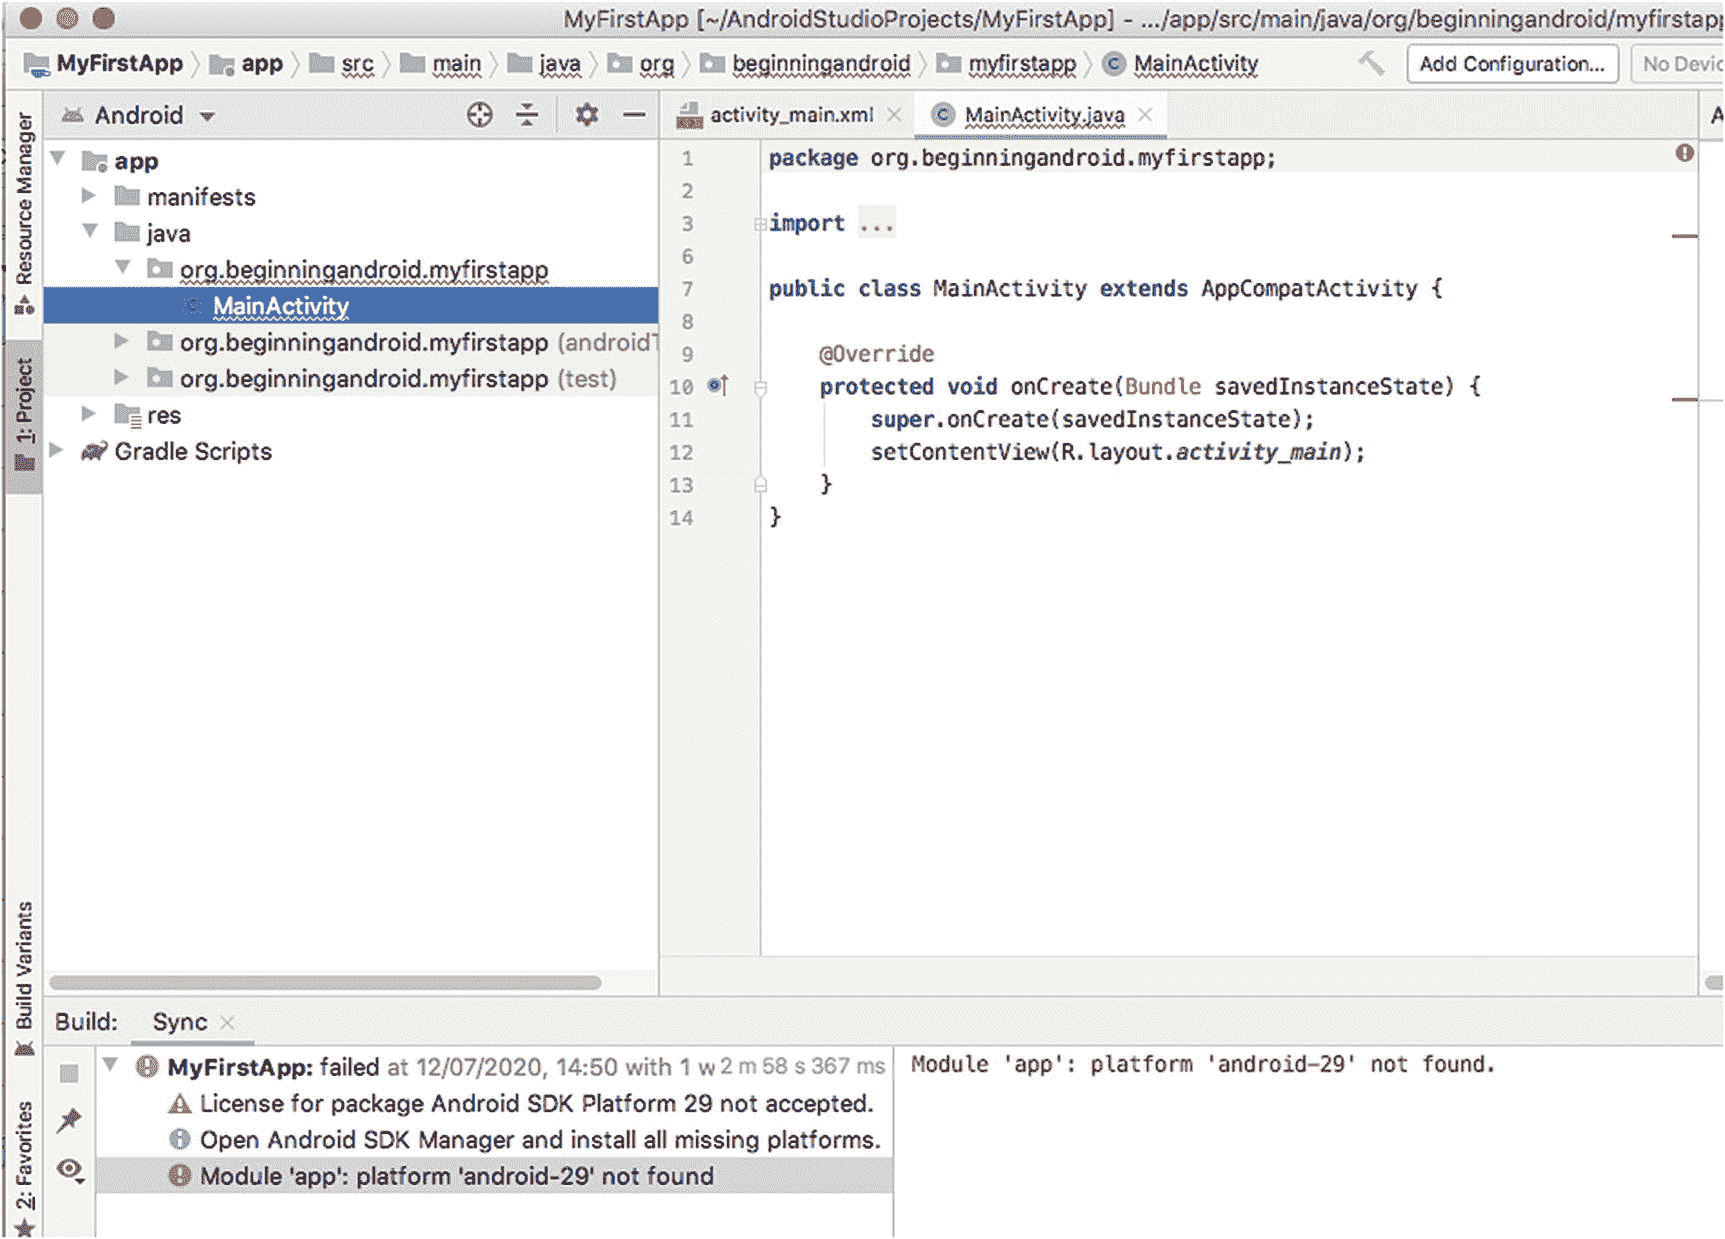 MyFirstApp [~/AndroidStudioProjects/MyFirstApp] - .../app/src/main/java/org/beginningandroid/myfirstapp
MyFirstApp app src main java org beginningandroid myfirstapp MainActivity Add Configuration... No Devic
Resource Manager
1: Project
Build Variants
2: Favorites
Android
app
manifests
java
org.beginningandroid.myfirstapp
MainActivity
org.beginningandroid.myfirstapp (androidT
org.beginningandroid.myfirstapp (test)
res
Gradle Scripts
activity_main.xml MainActivity.java
1 package org.beginningandroid.myfirstapp;
2
3 import ...
6
7 public class MainActivity extends AppCompatActivity {
8
9 @Override
10 protected void onCreate(Bundle savedInstanceState) {
11 super.onCreate(savedInstanceState);
12 setContentView(R.layout.activity_main);
13 }
14 }
Build: Sync
MyFirstApp: failed at 12/07/2020, 14:50 with 1 w 2 m 58 s 367 ms
License for package Android SDK Platform 29 not accepted.
Open Android SDK Manager and install all missing platforms.
Module 'app': platform 'android-29' not found
Module 'app': platform 'android-29' not found.